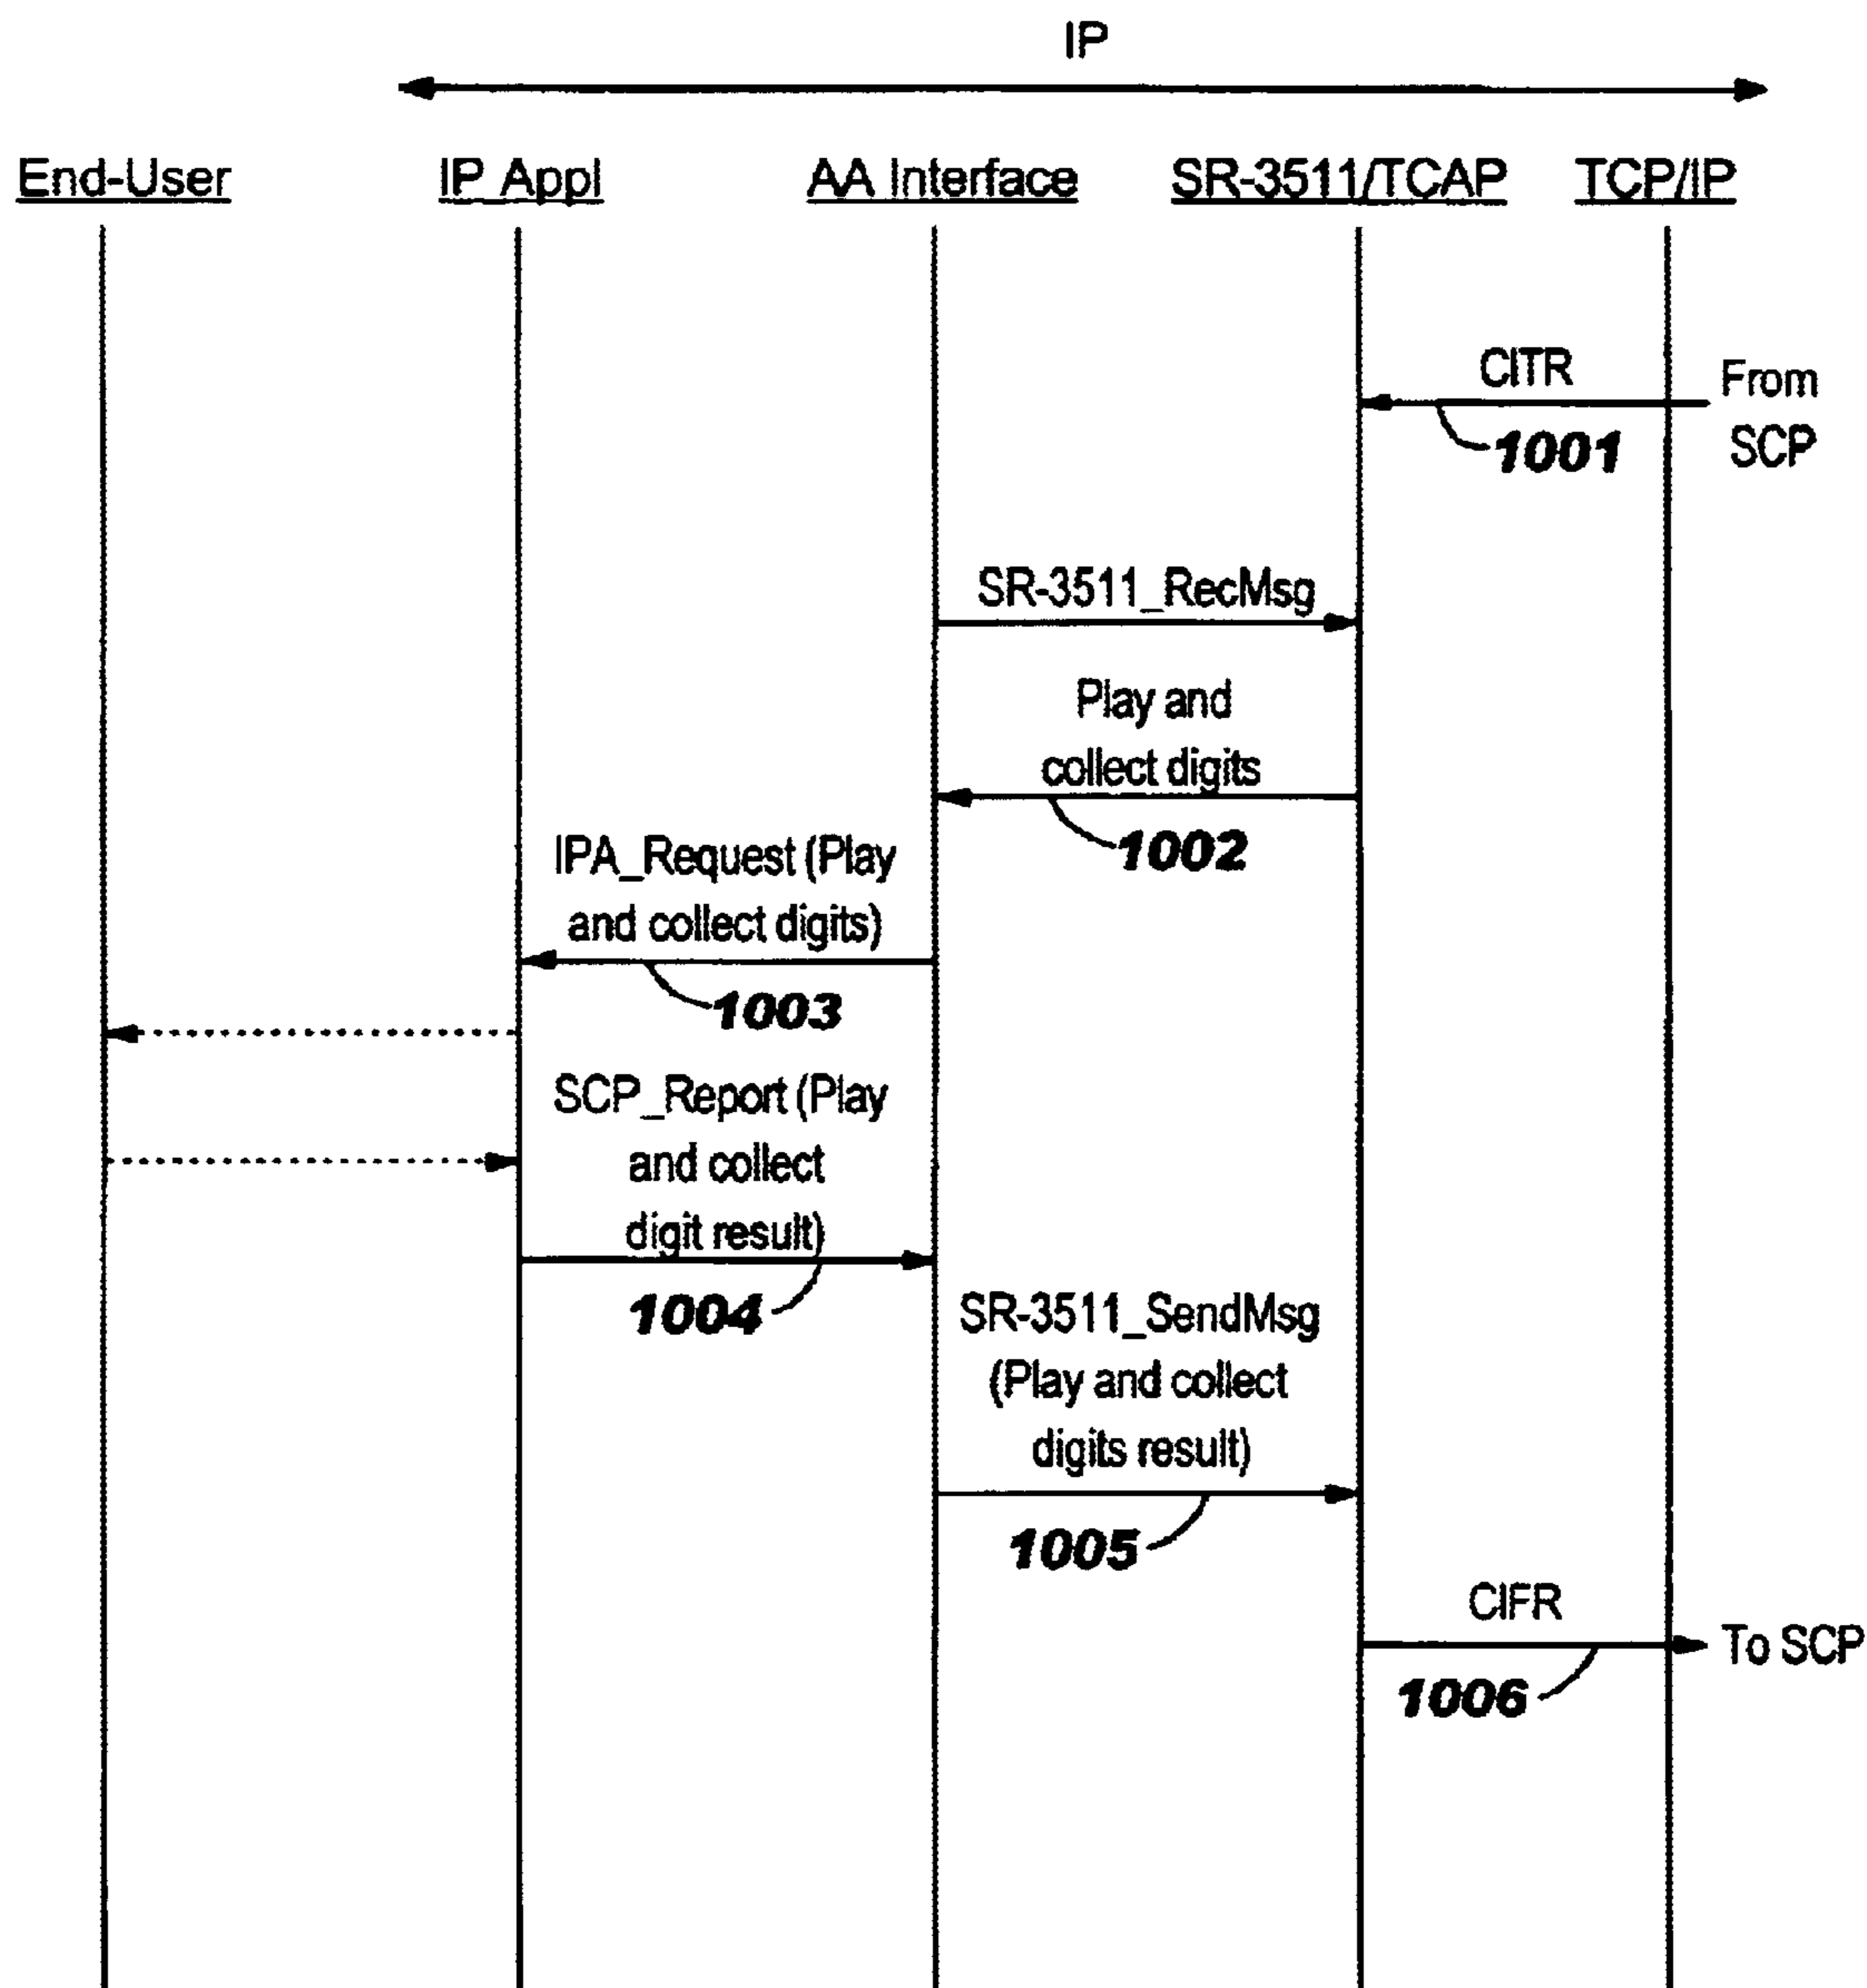 IP
End-User
IP Appl
AA Interface
SR-3511/TCAP
TCP/IP
CITR
From
SCP
1001
SR-3511_RecMsg
Play and
collect digits
1002
IPA_Request (Play
and collect digits)
1003
SCP_Report (Play
and collect
digit result)
1004
SR-3511_SendMsg
(Play and collect
digits result)
1005
CIFR
To SCP
1006